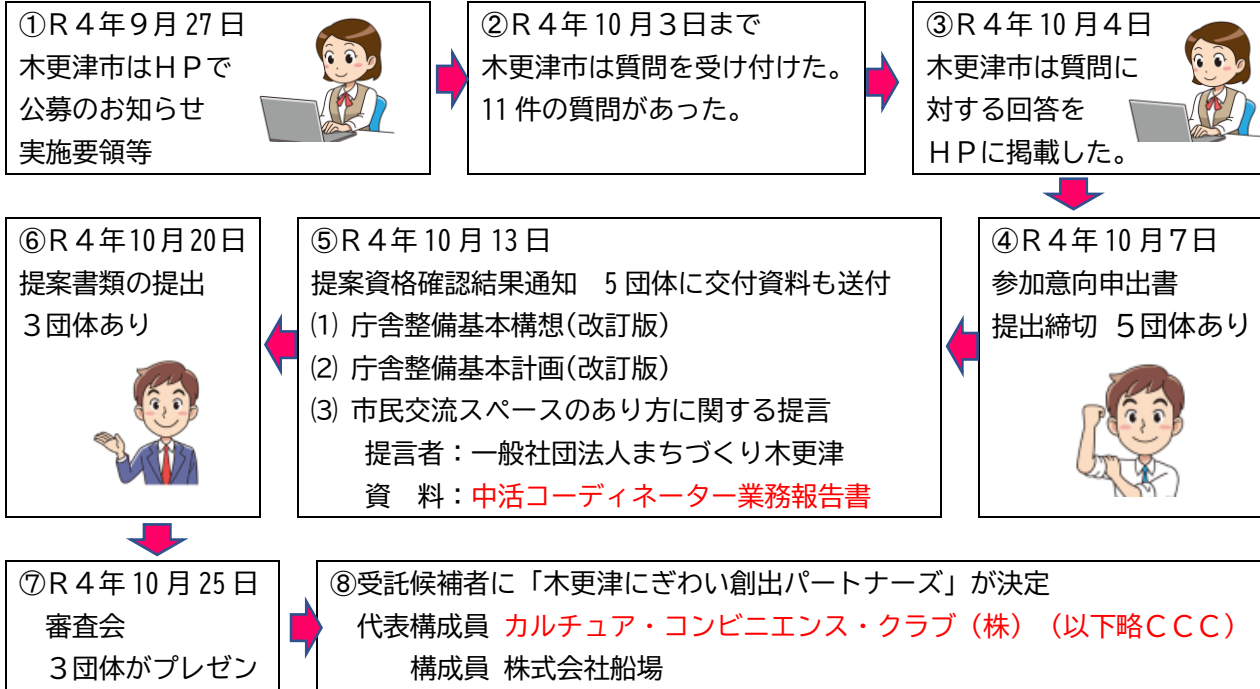 ①R４年９月27日
木更津市はＨＰで
公募のお知らせ
実施要領等
②R４年10月３日まで
木更津市は質問を受け付けた。
11件の質問があった。
③R４年10月４日
木更津市は質問に
対する回答を
ＨＰに掲載した。
④R４年10月７日
参加意向申出書
提出締切 ５団体あり
⑤R４年10月13日
提案資格確認結果通知　5団体に交付資料も送付
⑴ 庁舎整備基本構想(改訂版)
⑵ 庁舎整備基本計画(改訂版)
⑶ 市民交流スペースのあり方に関する提言
提言者：一般社団法人まちづくり木更津
資　料：中活コーディネーター業務報告書
⑥R４年10月20日
提案書類の提出
３団体あり
⑦R４年10月25日
審査会
３団体がプレゼン
⑧受託候補者に「木更津にぎわい創出パートナーズ」が決定
代表構成員 カルチュア・コンビニエンス・クラブ（株）（以下略ＣＣＣ）
構成員 株式会社船場